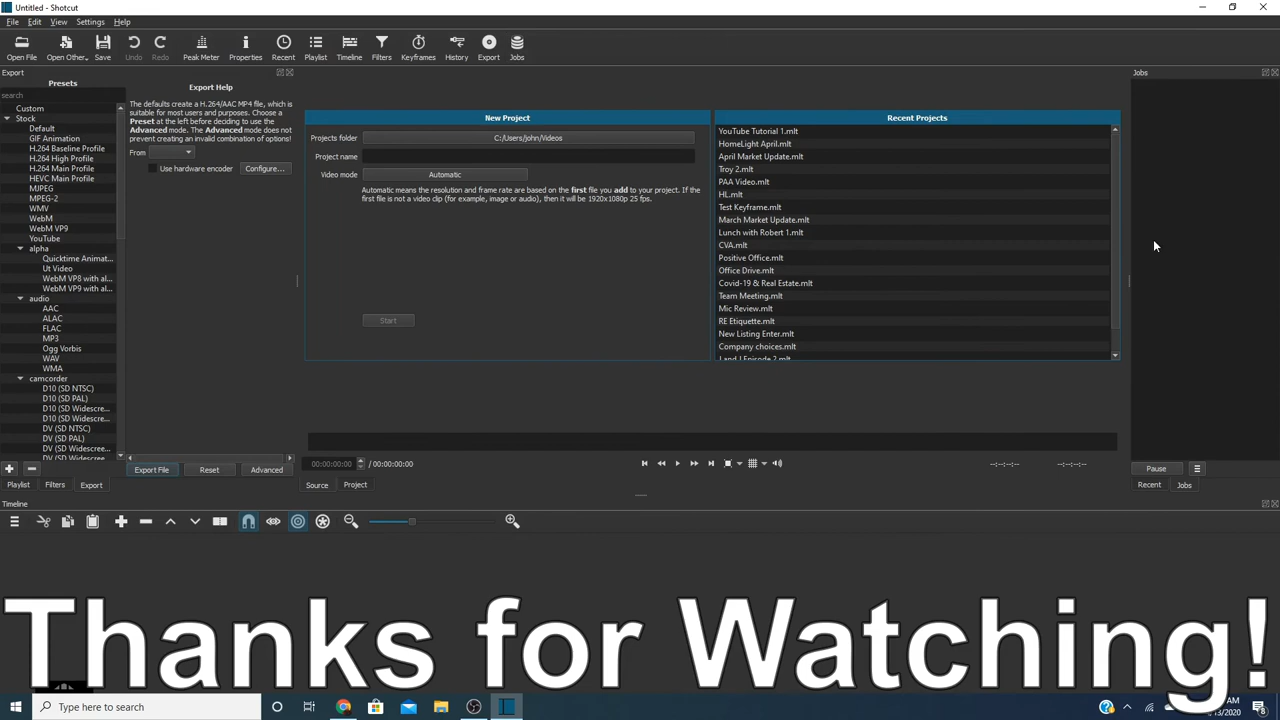 Untitled - Shotcut
File Edit View Settings Help
Open File Open Other.. Save Undo Redo Peak Meter Properties Recent Playlist Timeline Filters Keyframes History Export Jobs
Export
Presets
search
Custom
Stock
Default
GIF Animation
H.264 Baseline Profile
H.264 High Profile
H.264 Main Profile
HEVC Main Profile
MJPEG
MPEG-2
WMV
WebM
WebM VP9
YouTube
alpha
Quicktime Animat...
Ut Video
WebM VP8 with al...
WebM VP9 with al...
audio
AAC
ALAC
FLAC
MP3
Ogg Vorbis
WAV
WMA
camcorder
D10 (SD NTSC)
D10 (SD PAL)
D10 (SD Widescre...
D10 (SD Widescre...
DV (SD NTSC)
DV (SD PAL)
DV (SD Widescree...
DV (SD Widescree...
Export Help
The defaults create a H.264/AAC MP4 file, which is
suitable for most users and purposes. Choose a
Preset at the left before deciding to use the
Advanced mode. The Advanced mode does not
prevent creating an invalid combination of options!
From
Use hardware encoder Configure...
Export File Reset Advanced
Playlist Filters Export
New Project
Projects folder C:/Users/john/Videos
Project name
Video mode Automatic
Automatic means the resolution and frame rate are based on the first file you add to your project. If the
first file is not a video clip (for example, image or audio), then it will be 1920x1080p 25 fps.
Start
Recent Projects
YouTube Tutorial 1.mlt
HomeLight April.mlt
April Market Update.mlt
Troy 2.mlt
PAA Video.mlt
HL.mlt
Test Keyframe.mlt
March Market Update.mlt
Lunch with Robert 1.mlt
CVA.mlt
Positive Office.mlt
Office Drive.mlt
Covid-19 & Real Estate.mlt
Team Meeting.mlt
Mic Review.mlt
RE Etiquette.mlt
New Listing Enter.mlt
Company choices.mlt
00:00:00:00 / 00:00:00:00
--:--:--:-- --:--:--:--
Source Project
Jobs
Pause
Recent Jobs
Timeline
Thanks for Watching!
Type here to search
AM
/13/2020
8